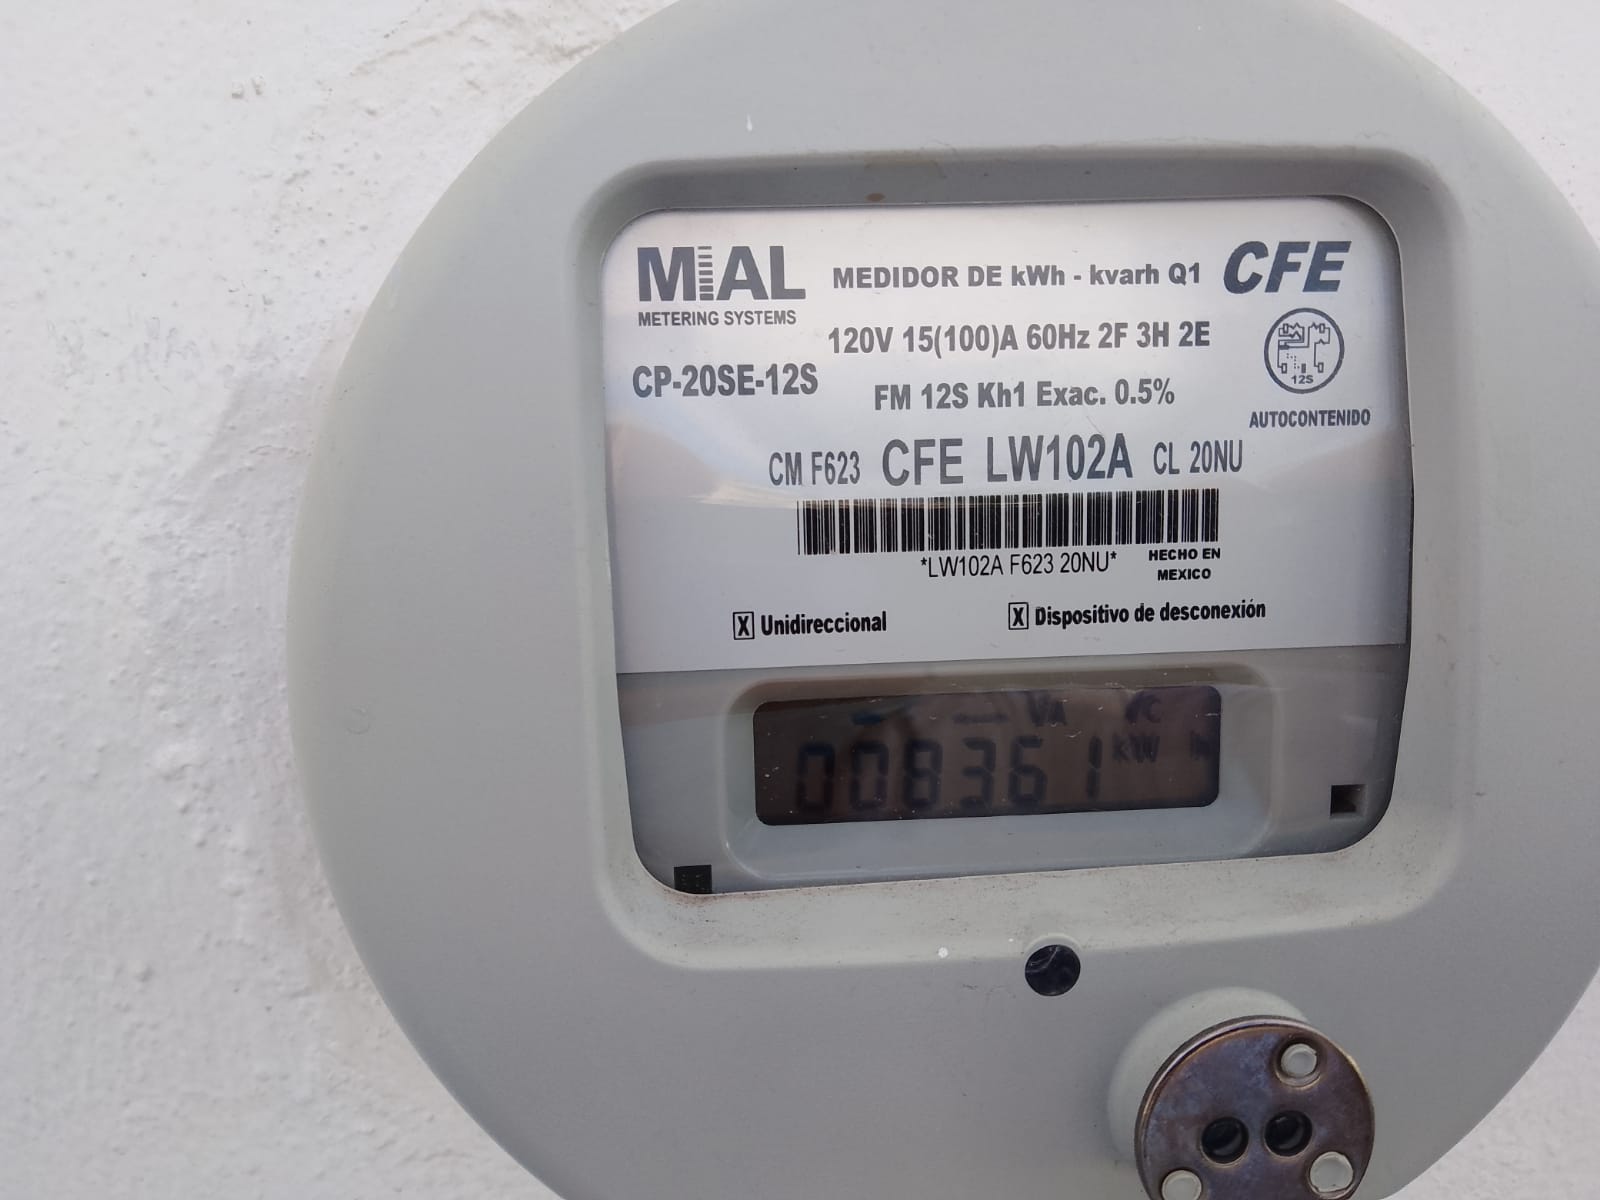 MIAL
METERING SYSTEMS
MEDIDOR DE kWh - kvarh Q1
CFE
120V 15(100)A 60Hz 2F 3H 2E
CP-20SE-12S
FM 12S Kh1 Exac. 0.5%
12S
AUTOCONTENIDO
CM F623 CFE LW102A CL 20NU
*LW102A F623 20NU*
HECHO EN
MEXICO
X Unidireccional
X Dispositivo de desconexión
VA VC
008361 kW h